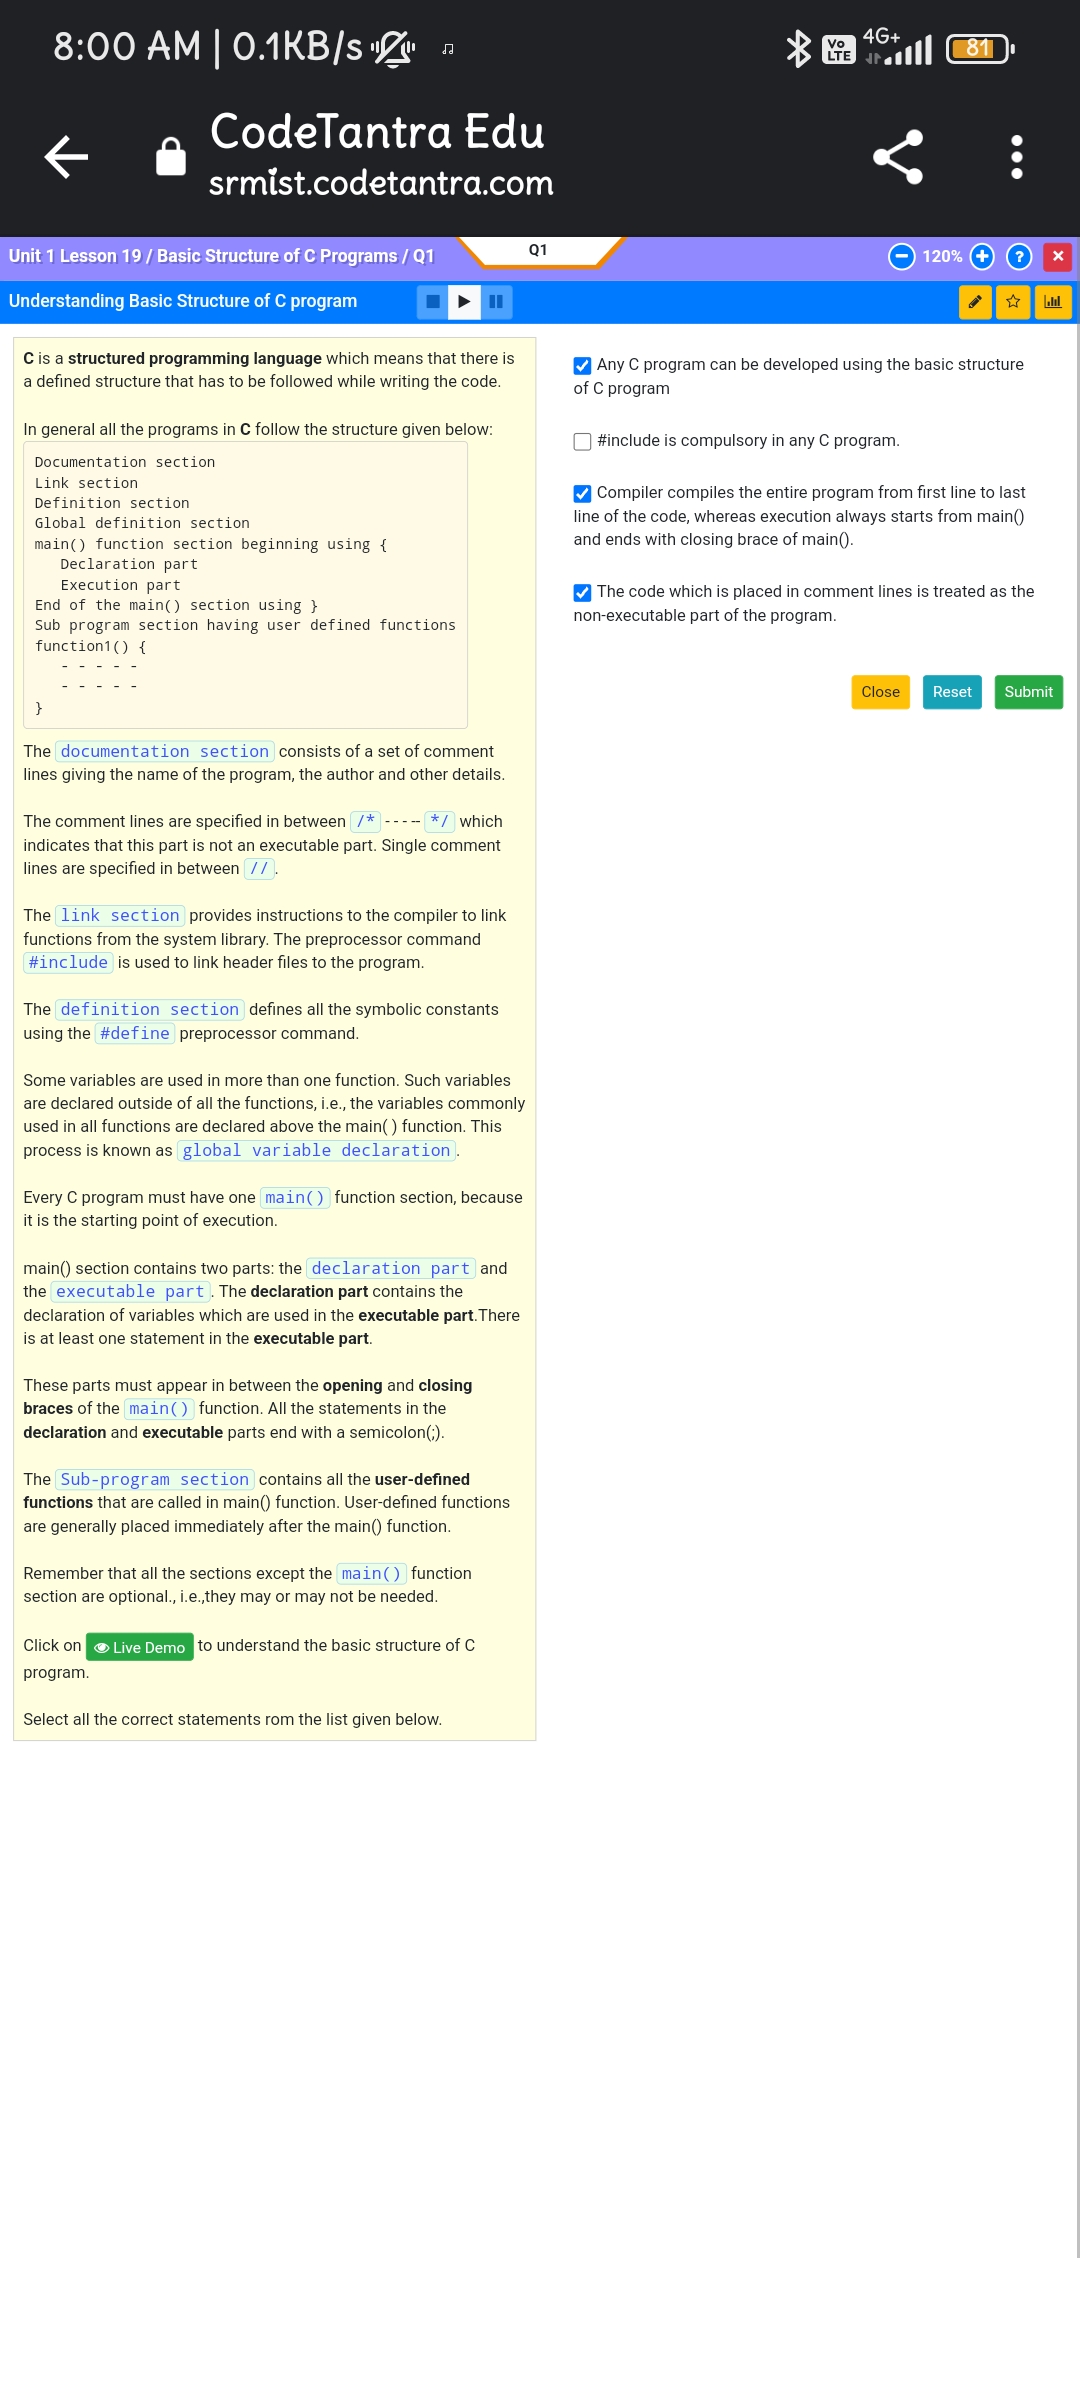 8:00 AM | 0.1KB/s
Vo LTE 4G+ 81
CodeTantra Edu
srmist.codetantra.com
Unit 1 Lesson 19 / Basic Structure of C Programs / Q1
Q1
120%
?
Understanding Basic Structure of C program
C is a structured programming language which means that there is
a defined structure that has to be followed while writing the code.
In general all the programs in C follow the structure given below:
Documentation section
Link section
Definition section
Global definition section
main() function section beginning using {
Declaration part
Execution part
End of the main() section using }
Sub program section having user defined functions
function1() {
- - - - -
- - - - -
}
The documentation section consists of a set of comment
lines giving the name of the program, the author and other details.
The comment lines are specified in between /* ----- */ which
indicates that this part is not an executable part. Single comment
lines are specified in between //.
The link section provides instructions to the compiler to link
functions from the system library. The preprocessor command
#include is used to link header files to the program.
The definition section defines all the symbolic constants
using the #define preprocessor command.
Some variables are used in more than one function. Such variables
are declared outside of all the functions, i.e., the variables commonly
used in all functions are declared above the main( ) function. This
process is known as global variable declaration.
Every C program must have one main() function section, because
it is the starting point of execution.
main() section contains two parts: the declaration part and
the executable part. The declaration part contains the
declaration of variables which are used in the executable part.There
is at least one statement in the executable part.
These parts must appear in between the opening and closing
braces of the main() function. All the statements in the
declaration and executable parts end with a semicolon(;).
The Sub-program section contains all the user-defined
functions that are called in main() function. User-defined functions
are generally placed immediately after the main() function.
Remember that all the sections except the main() function
section are optional., i.e.,they may or may not be needed.
Click on Live Demo to understand the basic structure of C
program.
Select all the correct statements rom the list given below.
Any C program can be developed using the basic structure
of C program
#include is compulsory in any C program.
Compiler compiles the entire program from first line to last
line of the code, whereas execution always starts from main()
and ends with closing brace of main().
The code which is placed in comment lines is treated as the
non-executable part of the program.
Close Reset Submit